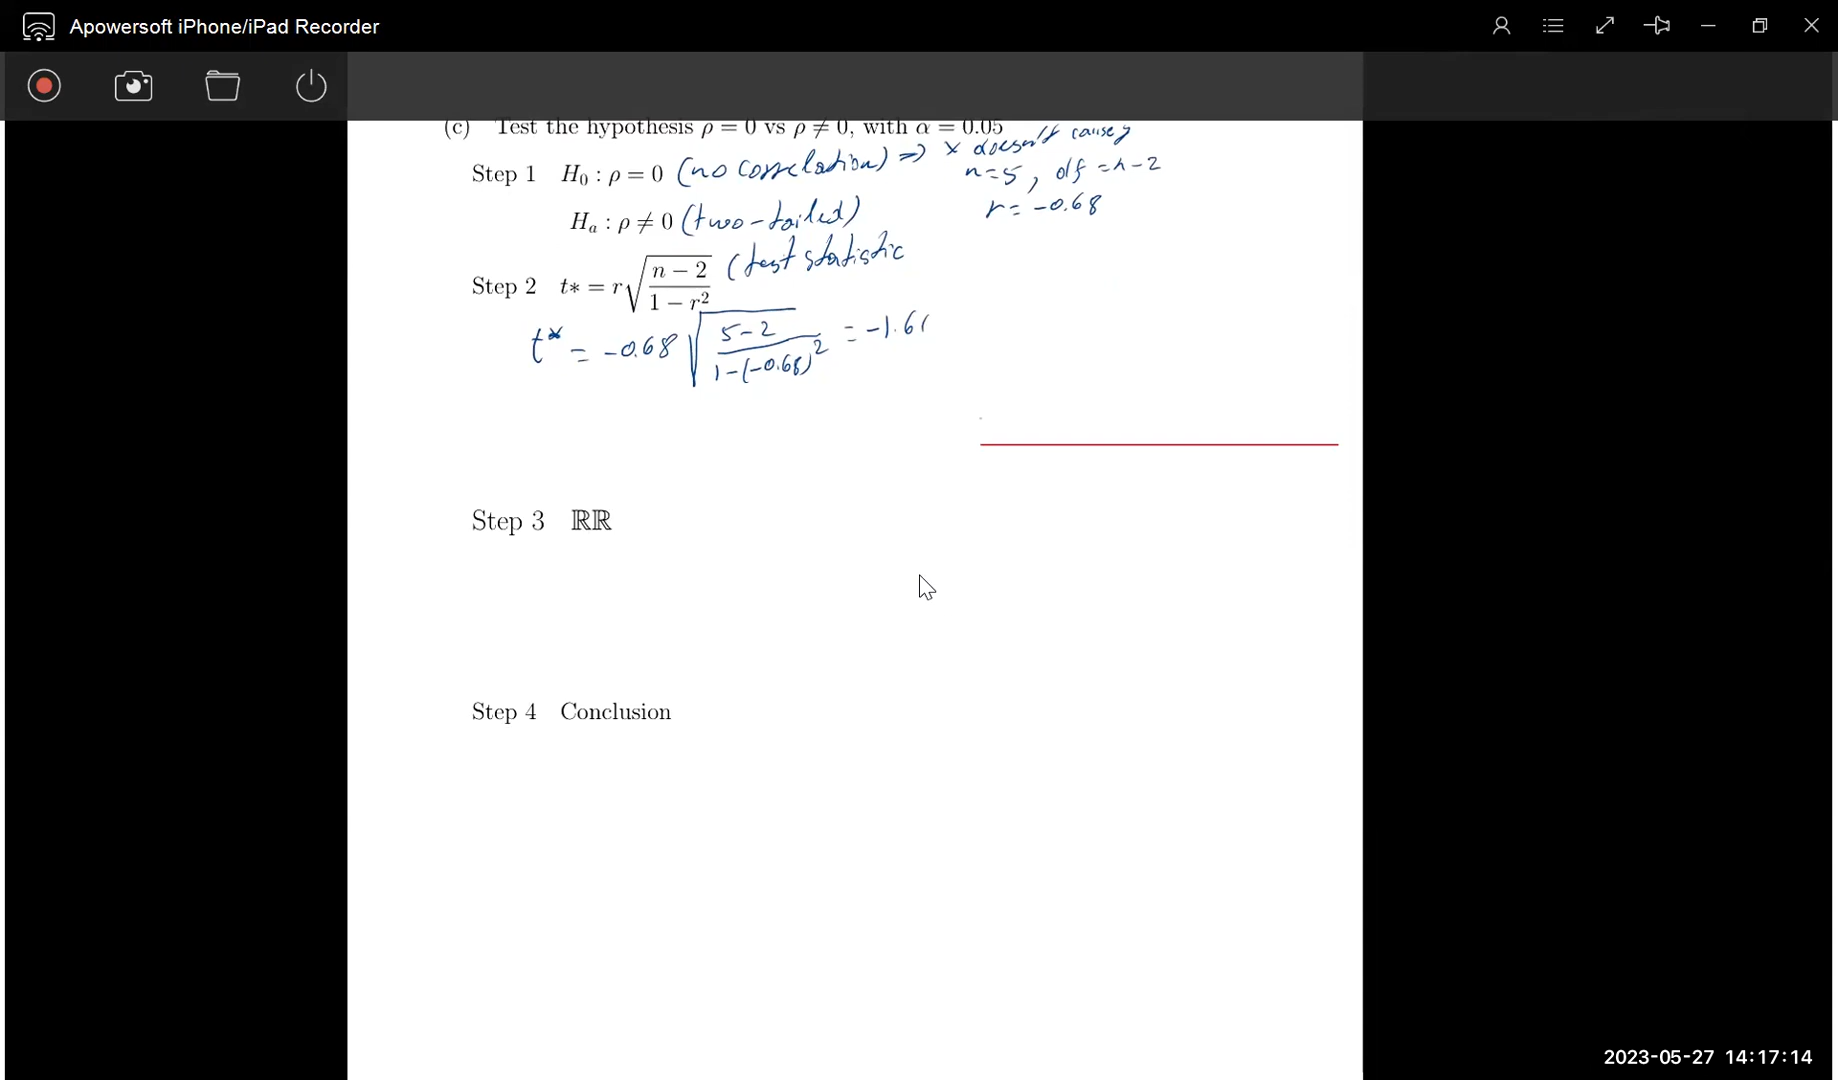 Apowersoft iPhone/iPad Recorder
(c) Test the hypothesis ρ = 0 vs ρ ≠ 0, with α = 0.05
Step 1 H₀ : ρ = 0 (no correlation) ⇒ x doesn't cause y
n=5, df = n-2
r = -0.68
Hₐ : ρ ≠ 0 (two-tailed)
Step 2 t* = r√((n − 2)/(1 − r²)) (test statistic
t* = -0.68 √((5-2)/(1-(-0.68)²)) = -1.6
Step 3 ℝℝ
Step 4 Conclusion
2023-05-27 14:17:14